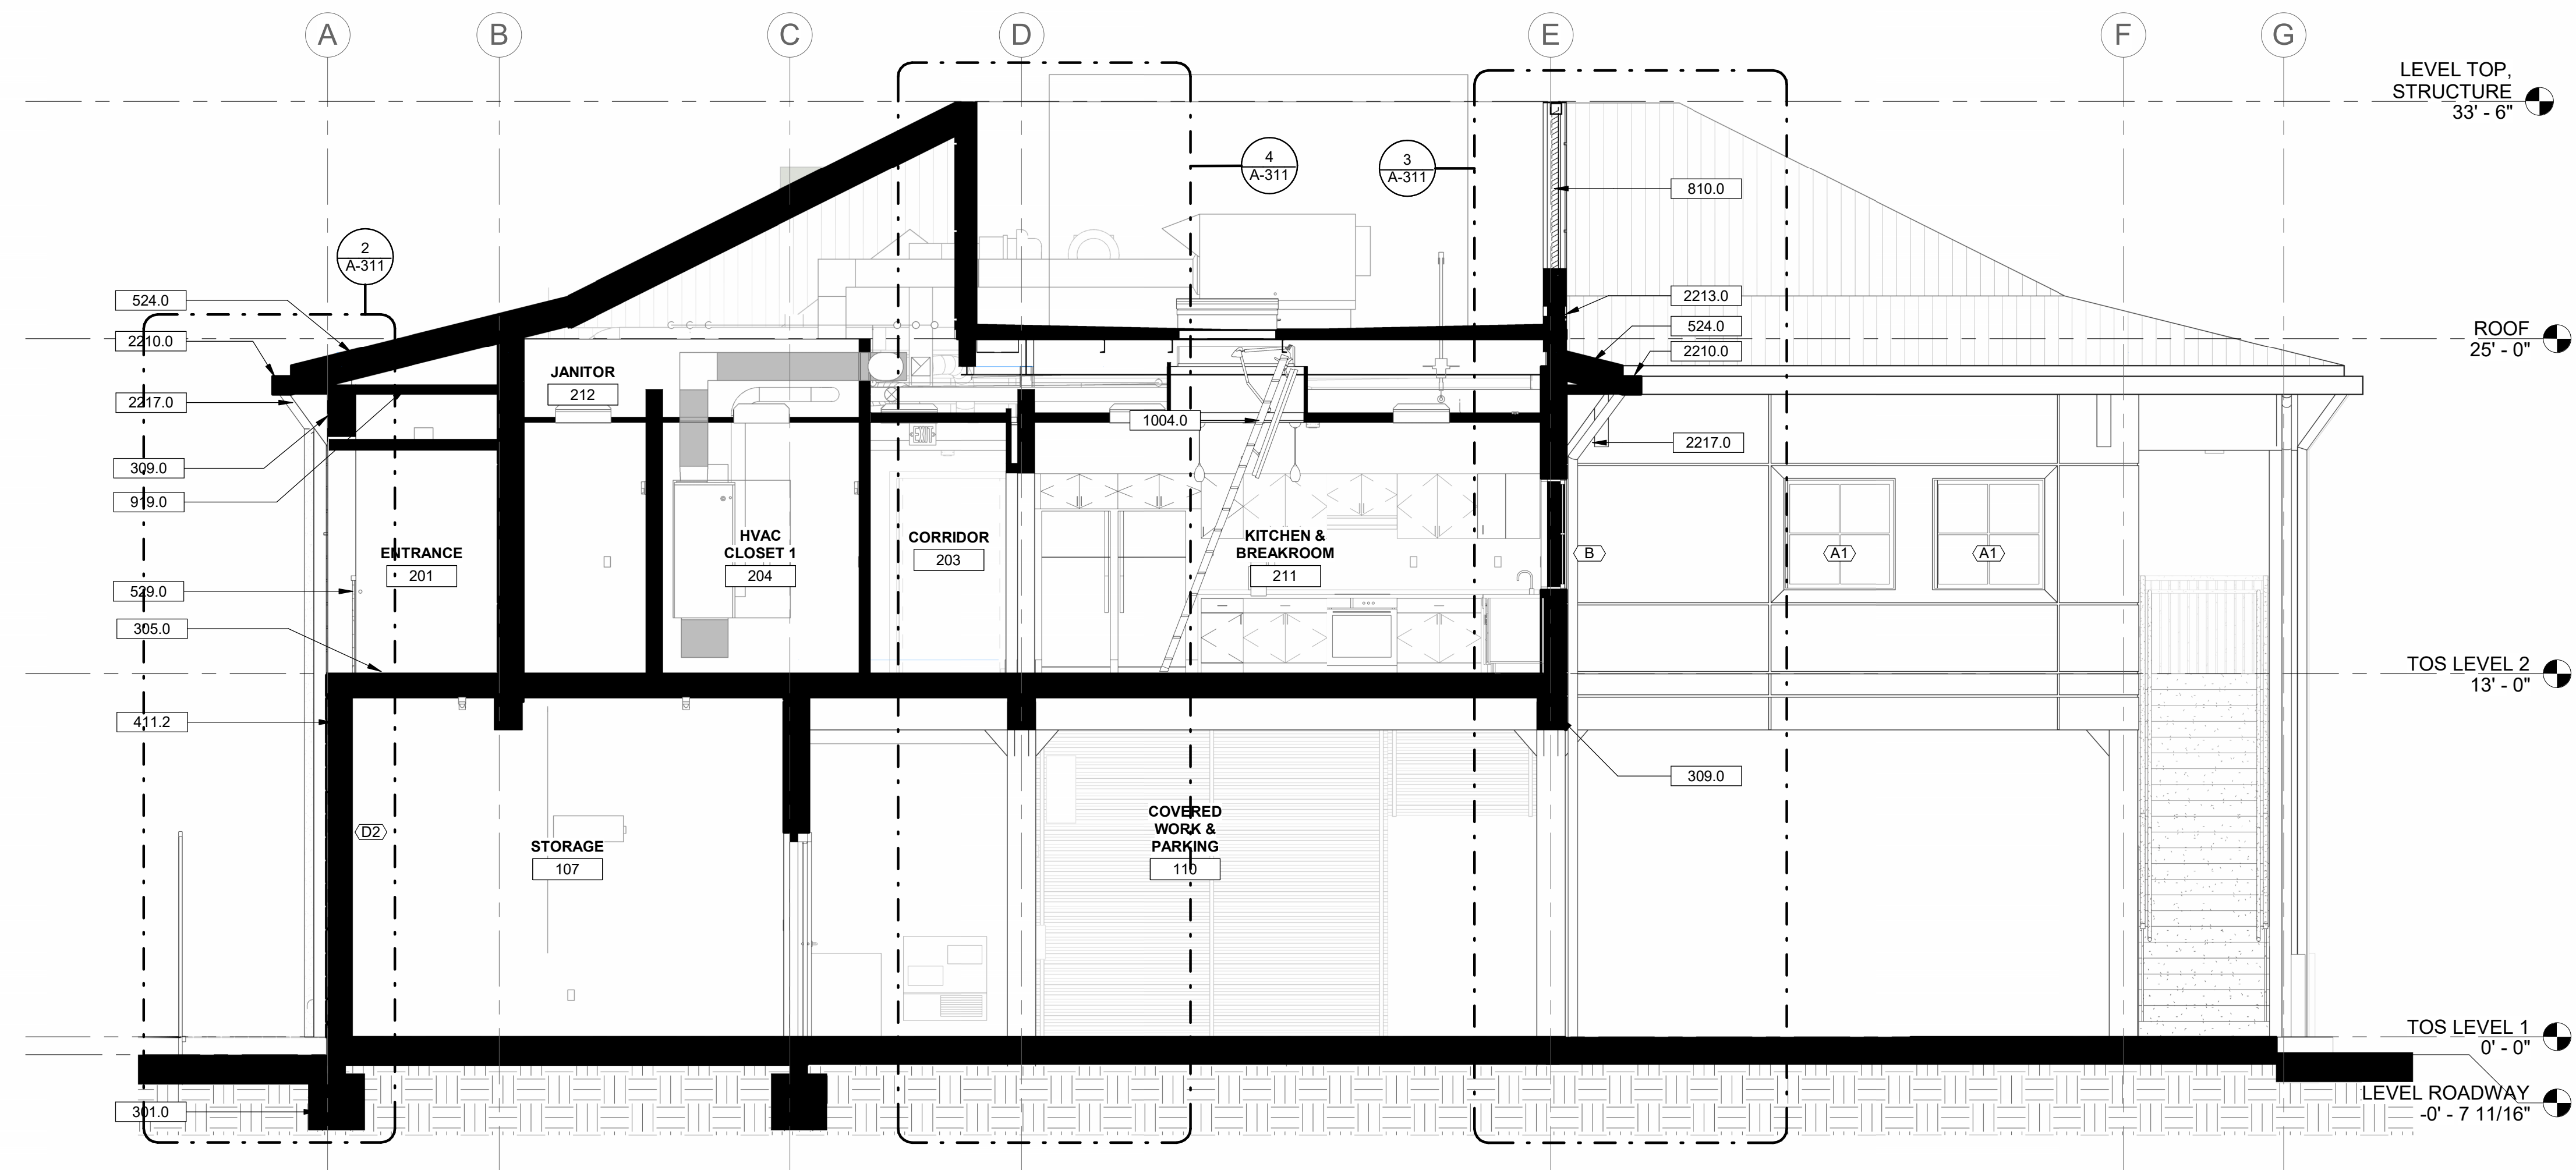 A
B
C
D
E
F
G
LEVEL TOP,
STRUCTURE
33' - 6"
4
A-311
3
A-311
810.0
2
A-311
524.0
2210.0
2217.0
309.0
919.0
529.0
305.0
411.2
301.0
2213.0
524.0
2210.0
2217.0
ROOF
25' - 0"
JANITOR
212
1004.0
EXIT
ENTRANCE
201
HVAC
CLOSET 1
204
CORRIDOR
203
KITCHEN &
BREAKROOM
211
B
A1
A1
TOS LEVEL 2
13' - 0"
309.0
D2
STORAGE
107
COVERED
WORK &
PARKING
110
TOS LEVEL 1
0' - 0"
LEVEL ROADWAY
-0' - 7 11/16"